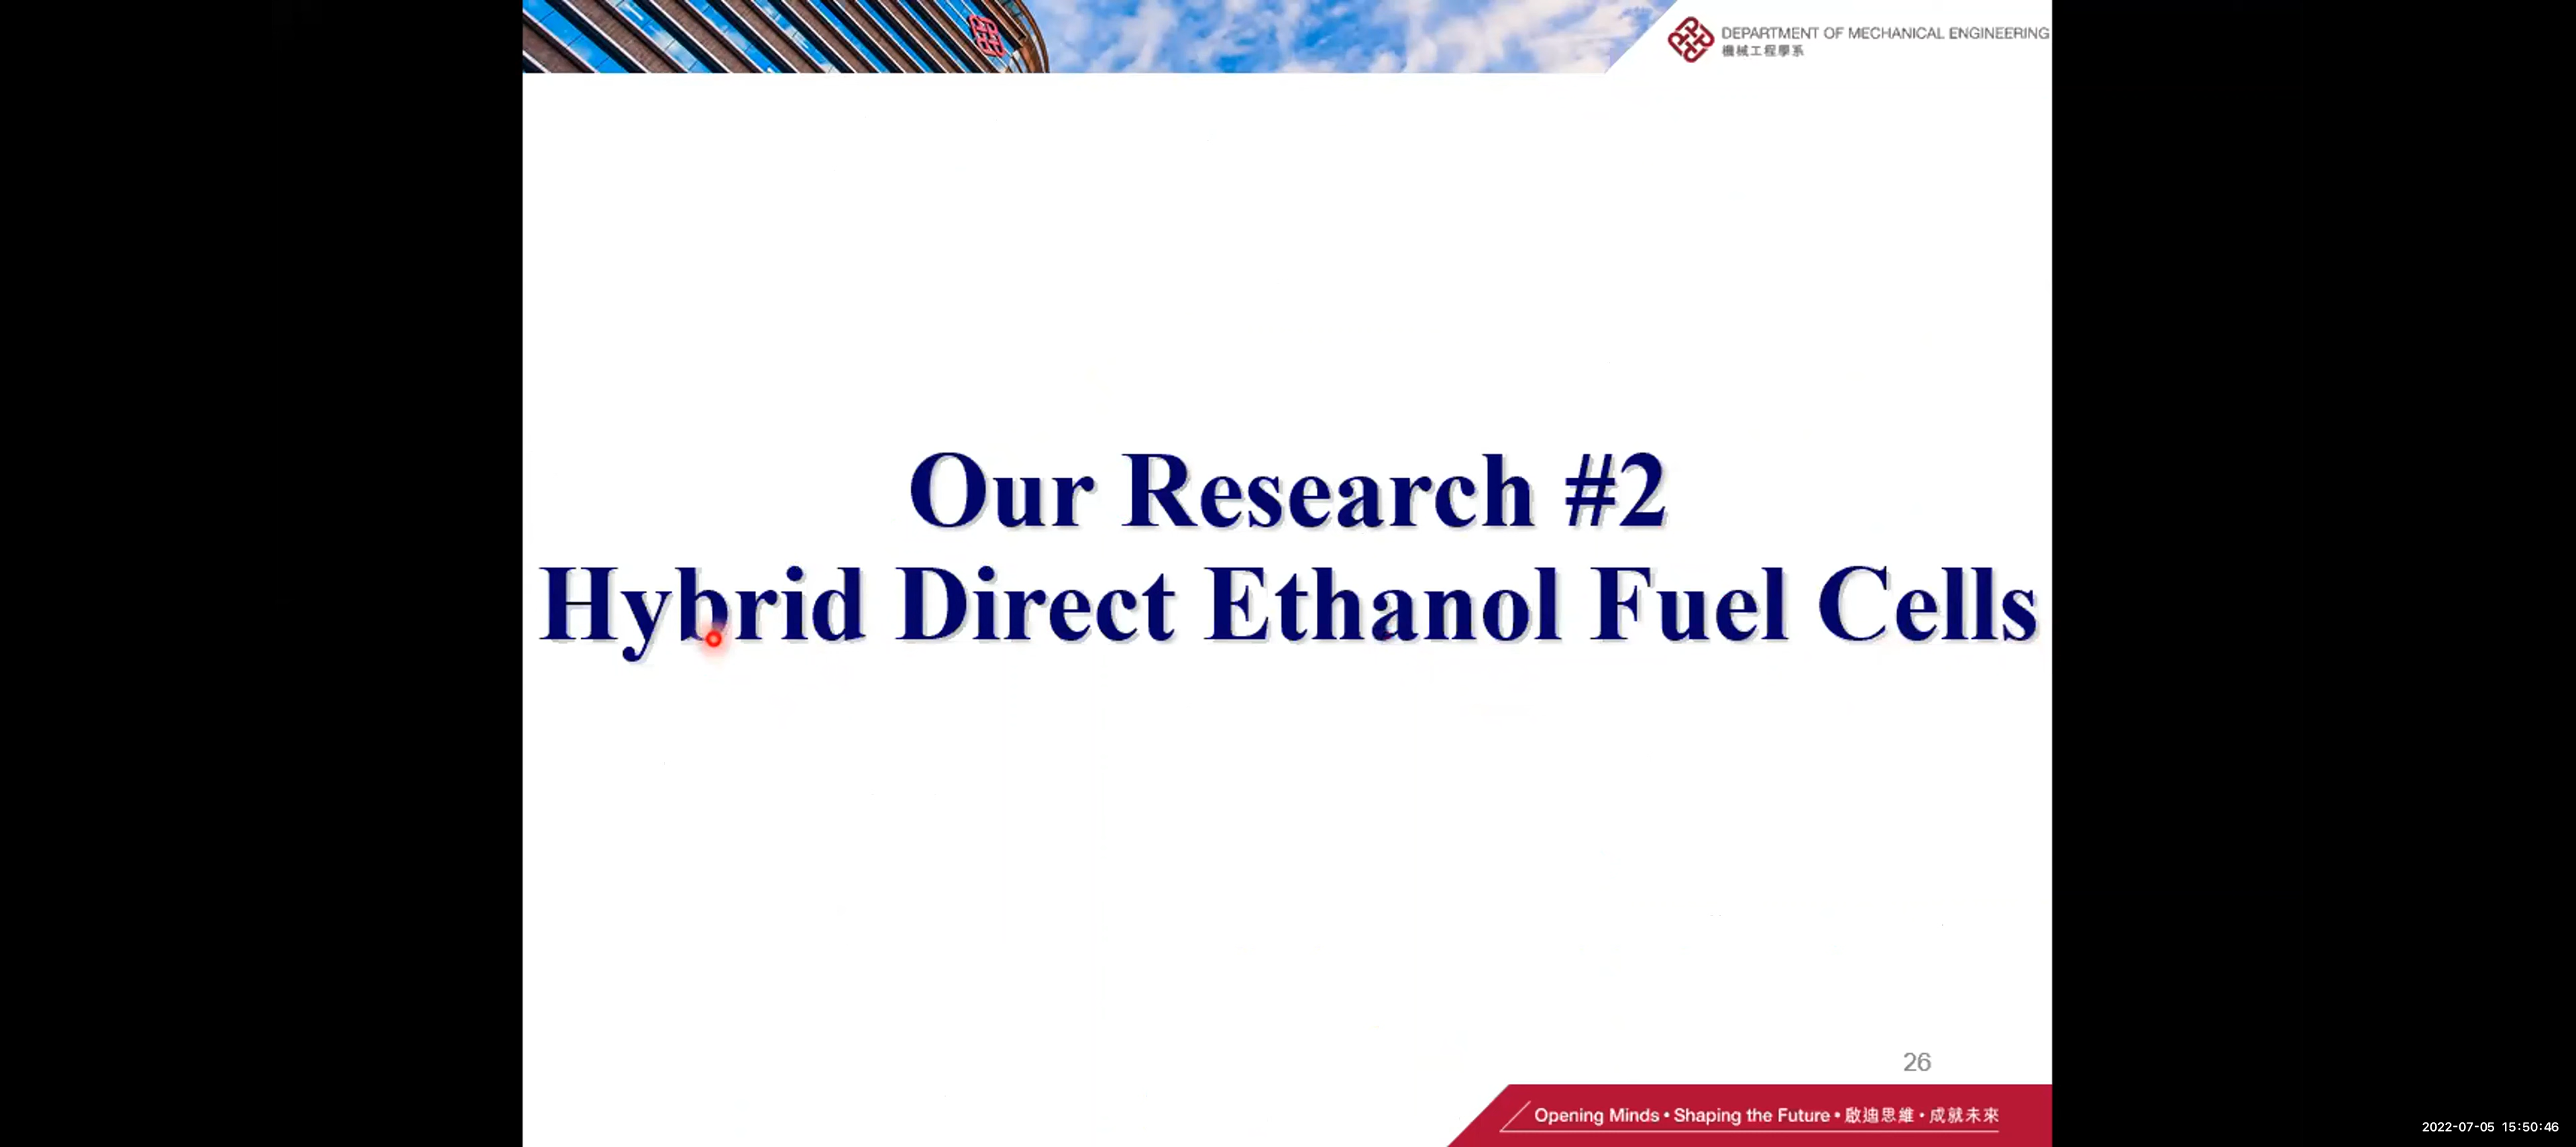 DEPARTMENT OF MECHANICAL ENGINEERING
機械工程學系
Our Research #2
Hybrid Direct Ethanol Fuel Cells
26
Opening Minds • Shaping the Future • 啟迪思維 • 成就未來
2022-07-05 15:50:46